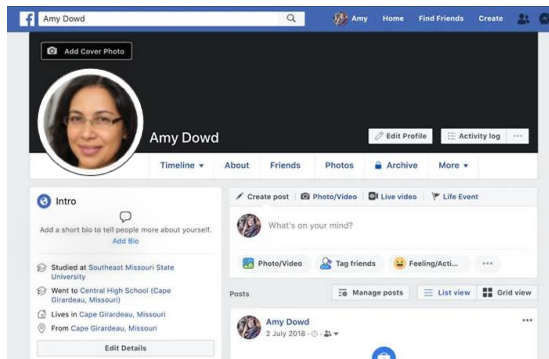 Amy Dowd
Amy Home Find Friends Create
Add Cover Photo
Amy Dowd
Edit Profile Activity log ...
Timeline About Friends Photos Archive More
Intro
Add a short bio to tell people more about yourself.
Add Bio
Studied at Southeast Missouri State
University
Went to Central High School (Cape
Girardeau, Missouri)
Lives in Cape Girardeau, Missouri
From Cape Girardeau, Missouri
Edit Details
Create post Photo/Video Live video Life Event
What's on your mind?
Photo/Video Tag friends Feeling/Acti... ...
Posts Manage posts List view Grid view
Amy Dowd ...
2 July 2018